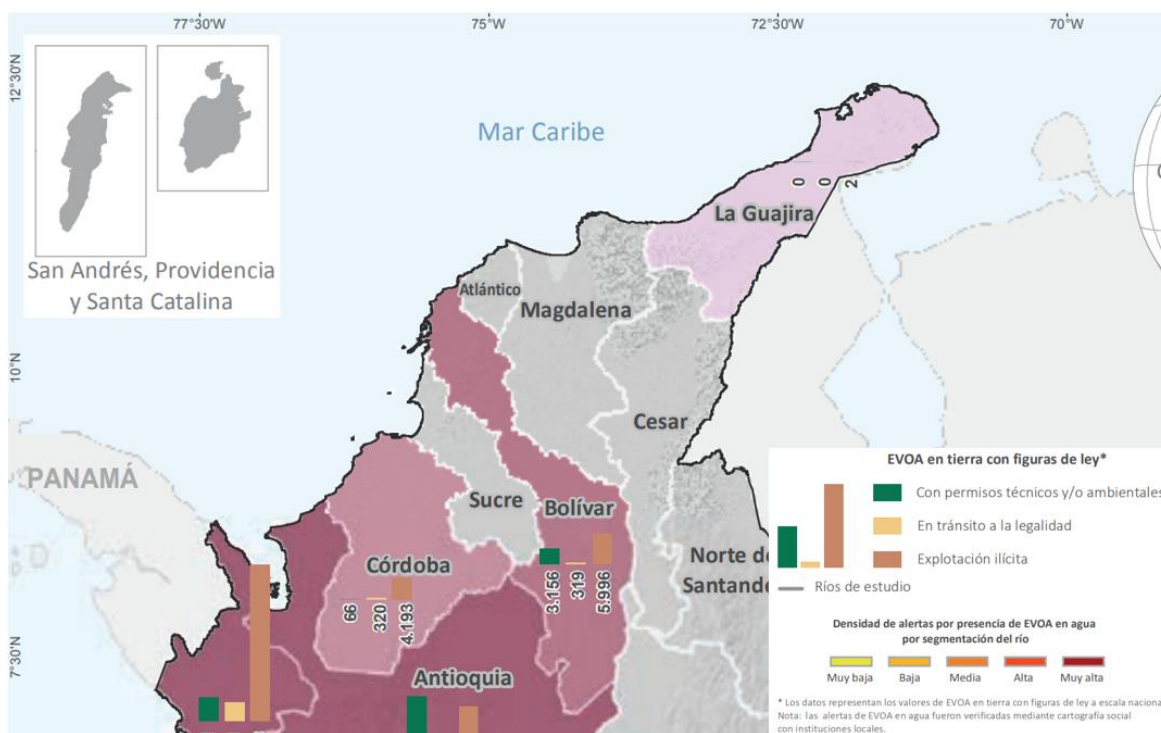 77°30'W
75°W
72°30'W
70°W
12°30'N
10°N
7°30'N
San Andrés, Providencia
y Santa Catalina
Mar Caribe
La Guajira
0
0
2
Atlántico
Magdalena
Cesar
PANAMÁ
Sucre
Bolívar
3.156
319
5.996
Córdoba
66
320
4.193
Antioquia
Norte de
Santande
EVOA en tierra con figuras de ley*
Con permisos técnicos y/o ambientales
En tránsito a la legalidad
Explotación ilícita
Ríos de estudio
Densidad de alertas por presencia de EVOA en agua
por segmentación del río
Muy baja
Baja
Media
Alta
Muy alta
* Los datos representan los valores de EVOA en tierra con figuras de ley a escala naciona
Nota: las alertas de EVOA en agua fueron verificadas mediante cartografía social
con instituciones locales.